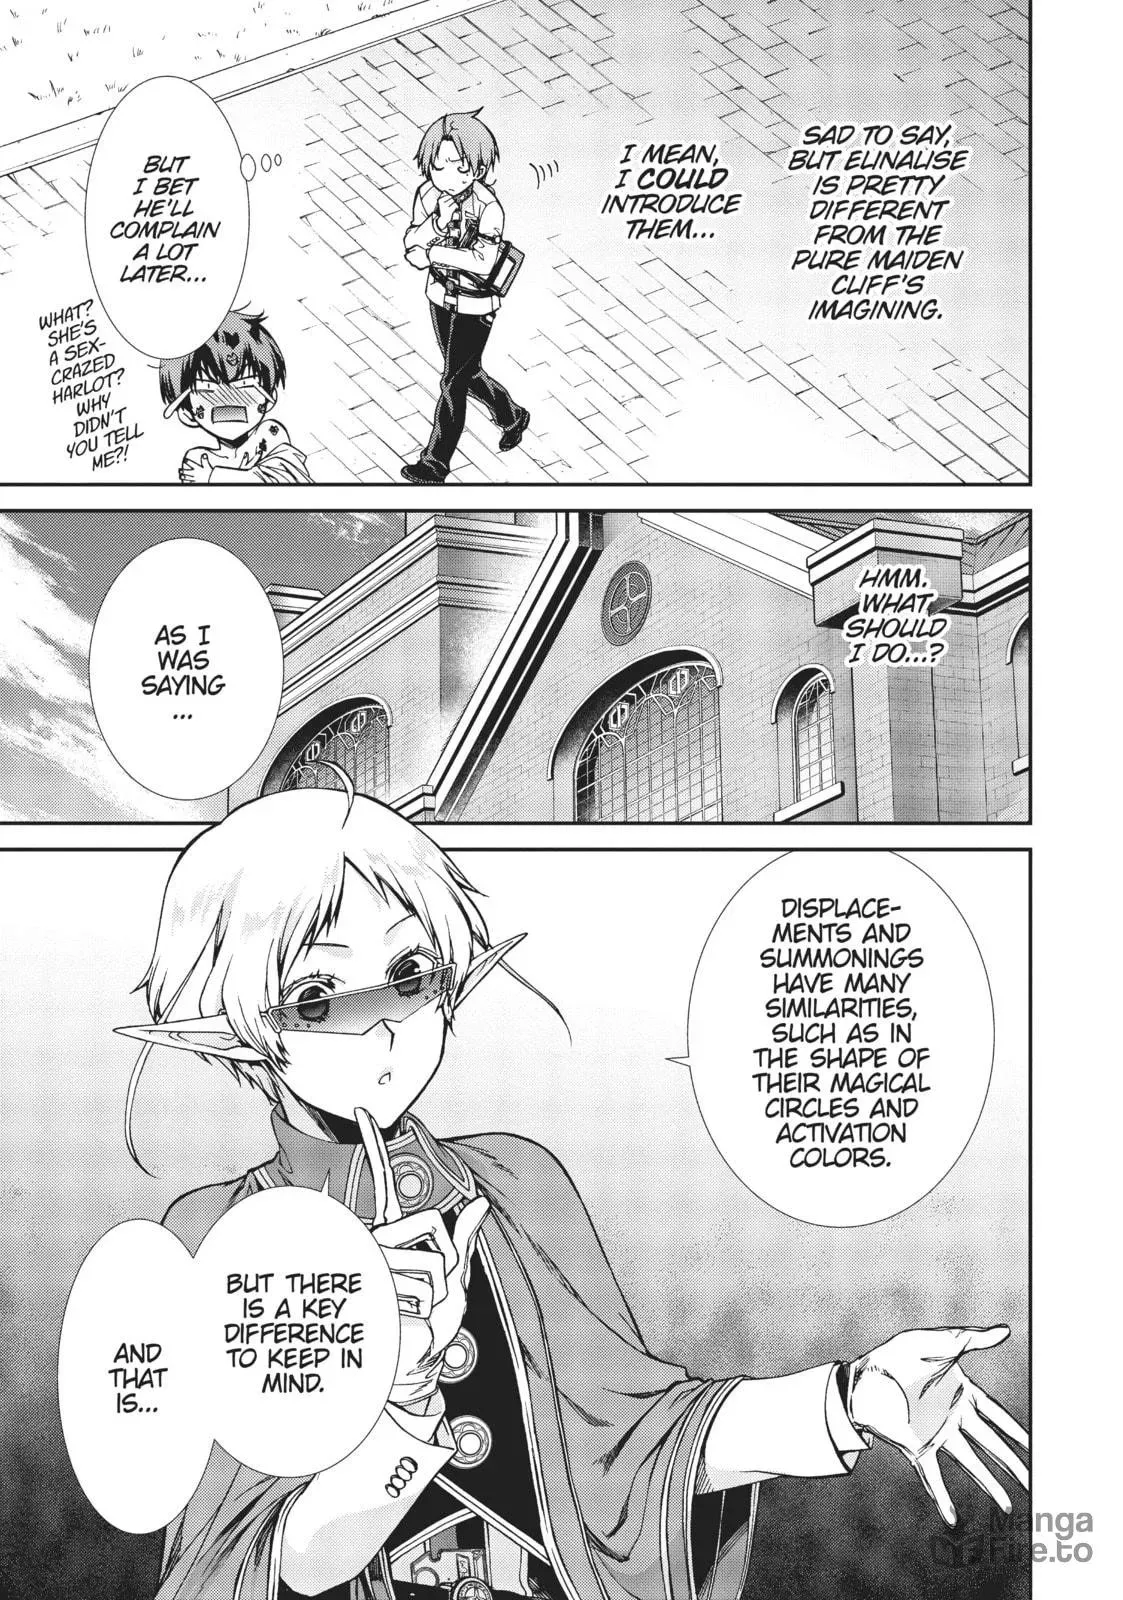 SAD TO SAY,
BUT ELINALISE
IS PRETTY
DIFFERENT
FROM THE
PURE MAIDEN
CLIFF'S
IMAGINING.
I MEAN,
I COULD
INTRODUCE
THEM...
BUT
I BET
HE'LL
COMPLAIN
A LOT
LATER...
WHAT?
SHE'S
A SEX-
CRAZED
HARLOT?
WHY
DIDN'T
YOU TELL
ME?!
HMM.
WHAT
SHOULD
I DO...?
AS I
WAS
SAYING
...
DISPLACE-
MENTS AND
SUMMONINGS
HAVE MANY
SIMILARITIES,
SUCH AS IN
THE SHAPE OF
THEIR MAGICAL
CIRCLES AND
ACTIVATION
COLORS.
BUT THERE
IS A KEY
DIFFERENCE
TO KEEP IN
MIND.
AND
THAT
IS...
Manga
Fire.to